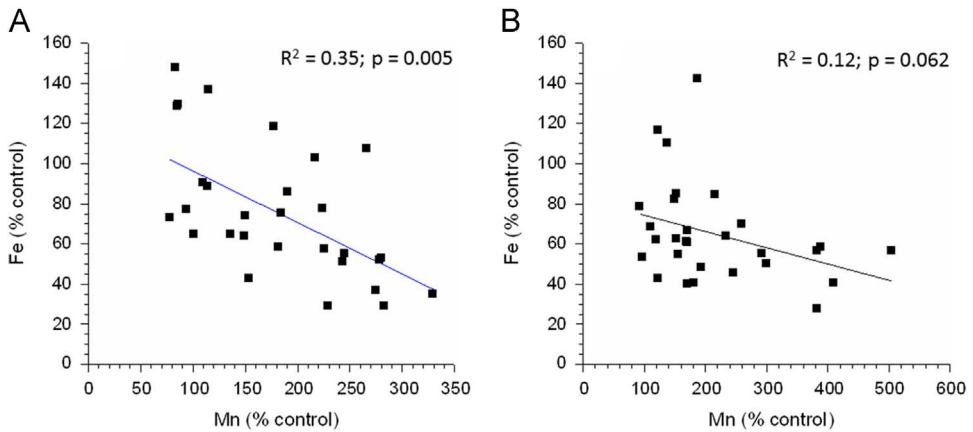 A
B
R² = 0.35; p = 0.005
R² = 0.12; p = 0.062
Fe (% control)
160
140
120
100
80
60
40
20
0
0 50 100 150 200 250 300 350
Mn (% control)
Fe (% control)
160
140
120
100
80
60
40
20
0
0 100 200 300 400 500 600
Mn (% control)